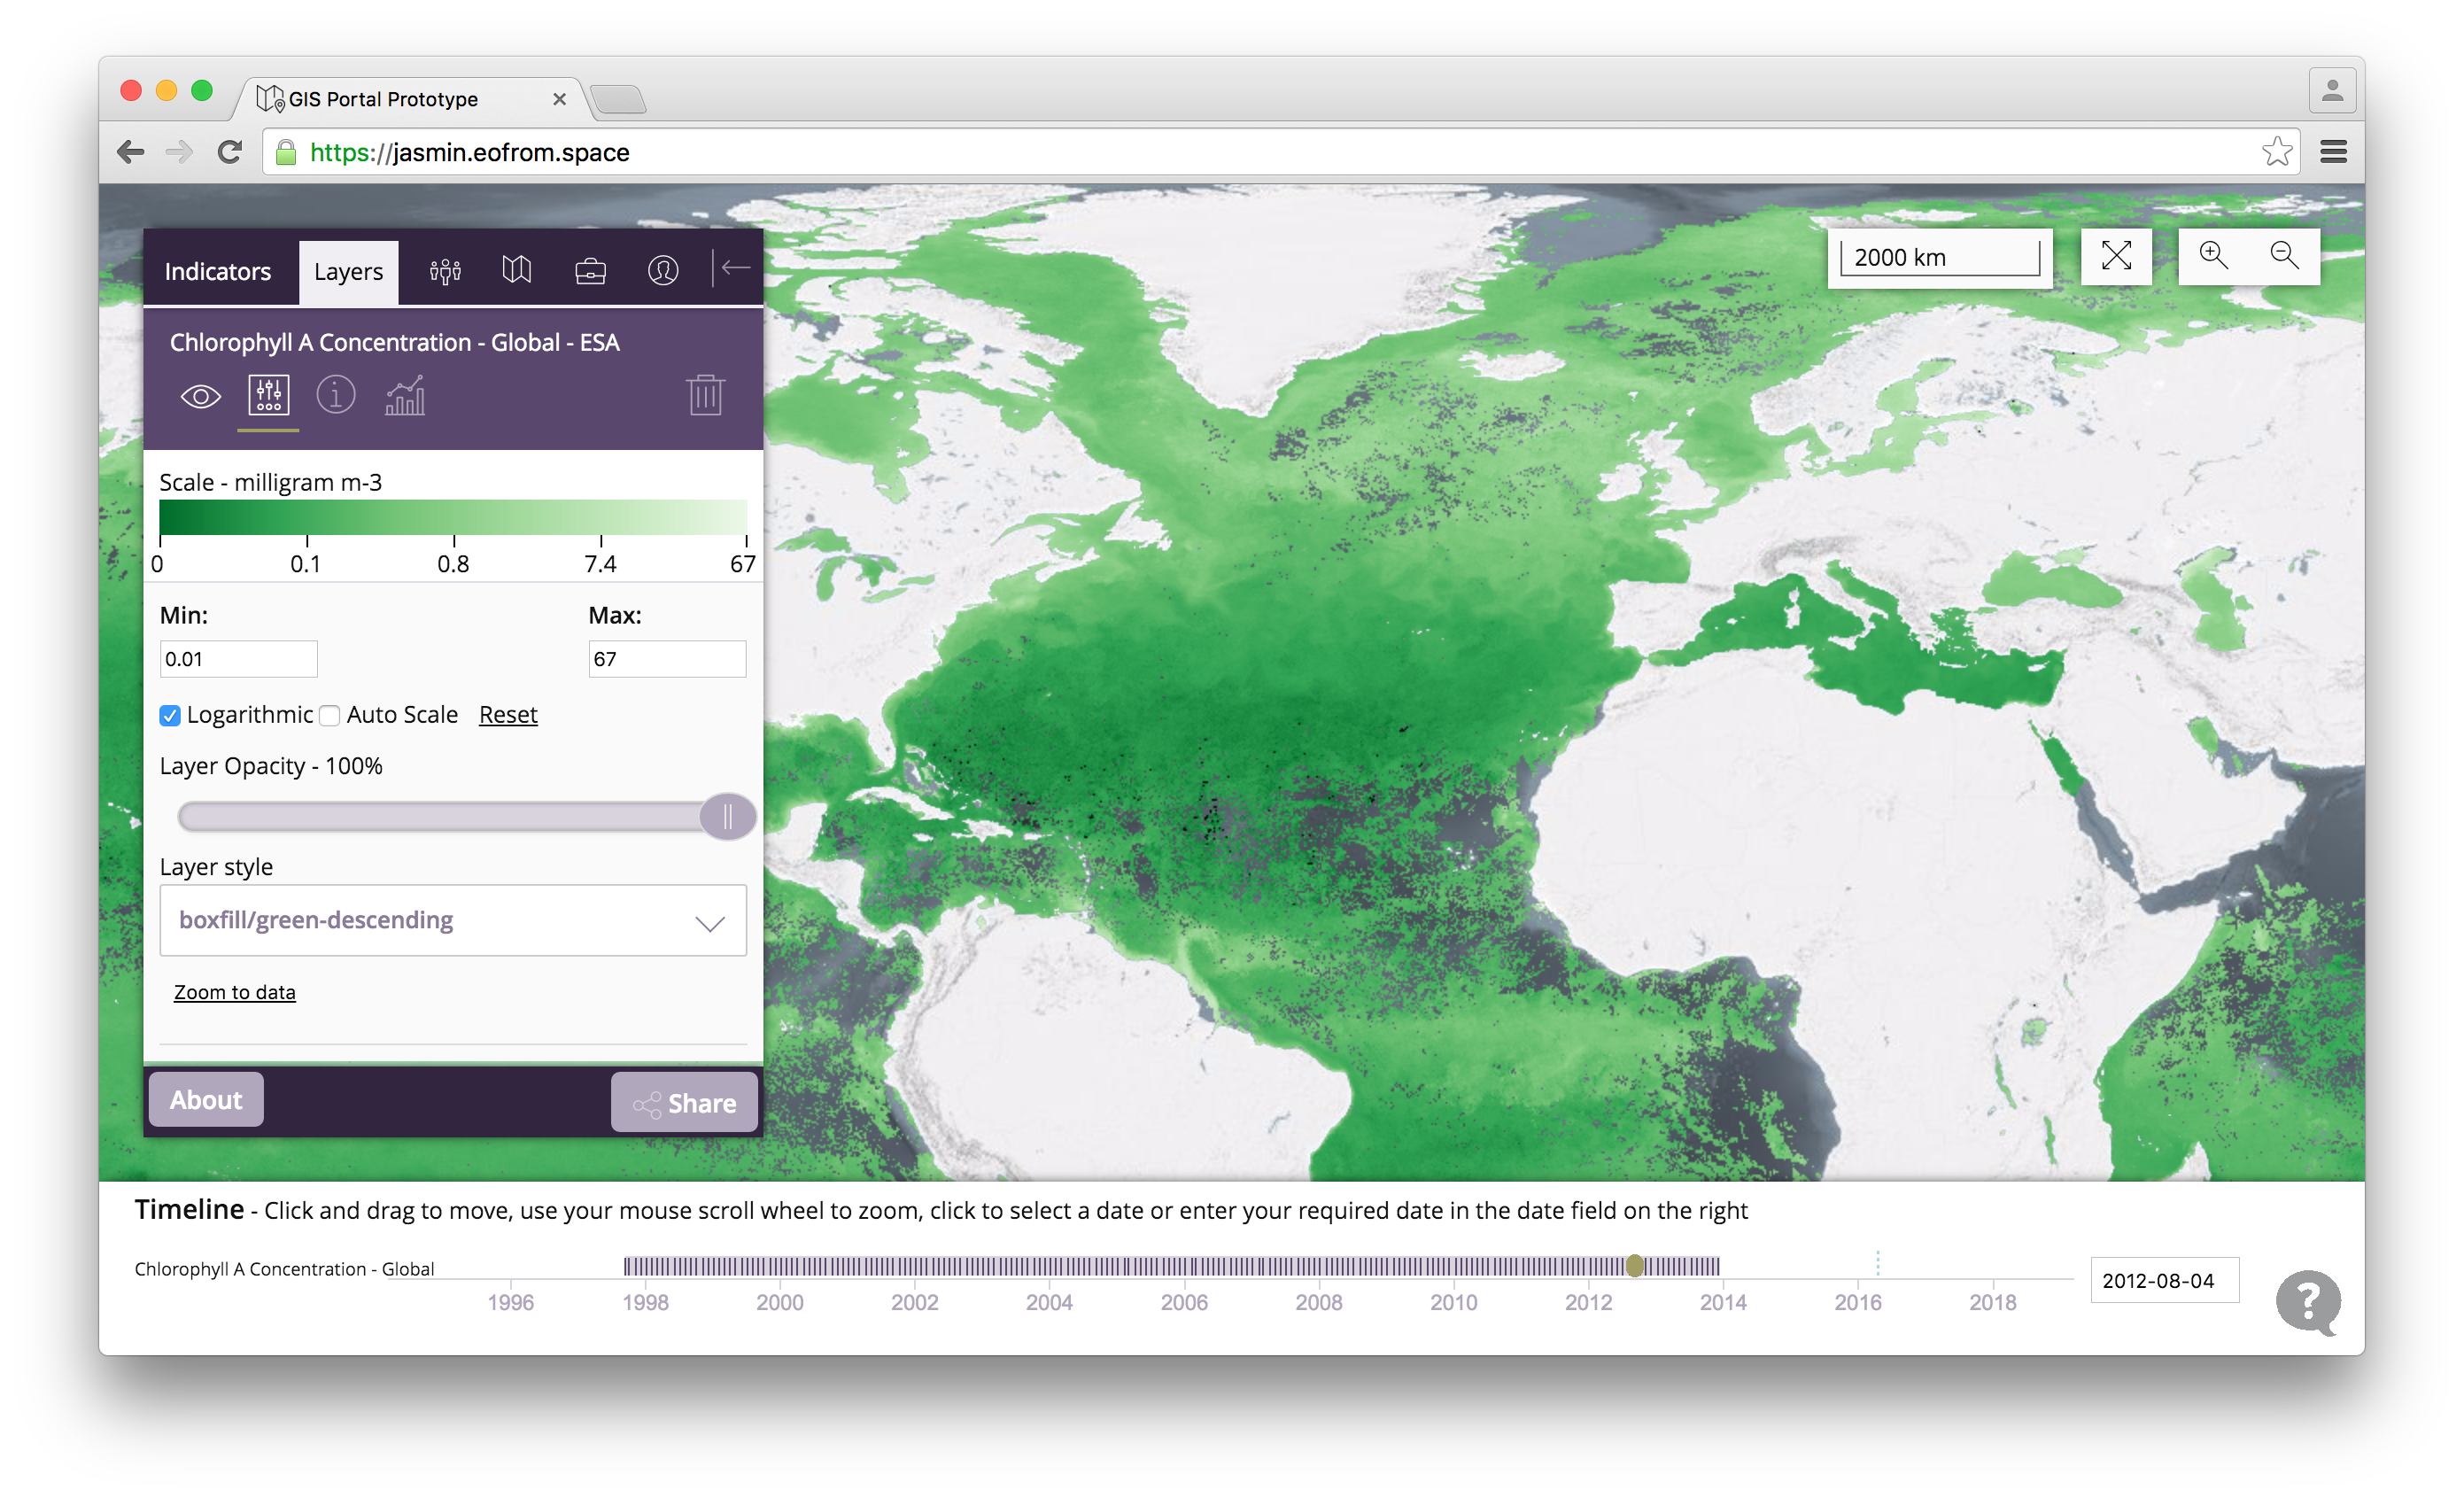 GIS Portal Prototype
https://jasmin.eofrom.space
Indicators Layers
2000 km
Chlorophyll A Concentration - Global - ESA
Scale - milligram m-3
0 0.1 0.8 7.4 67
Min: Max:
0.01 67
Logarithmic Auto Scale Reset
Layer Opacity - 100%
Layer style
boxfill/green-descending
Zoom to data
About Share
Timeline - Click and drag to move, use your mouse scroll wheel to zoom, click to select a date or enter your required date in the date field on the right
Chlorophyll A Concentration - Global
2012-08-04
1996 1998 2000 2002 2004 2006 2008 2010 2012 2014 2016 2018
?